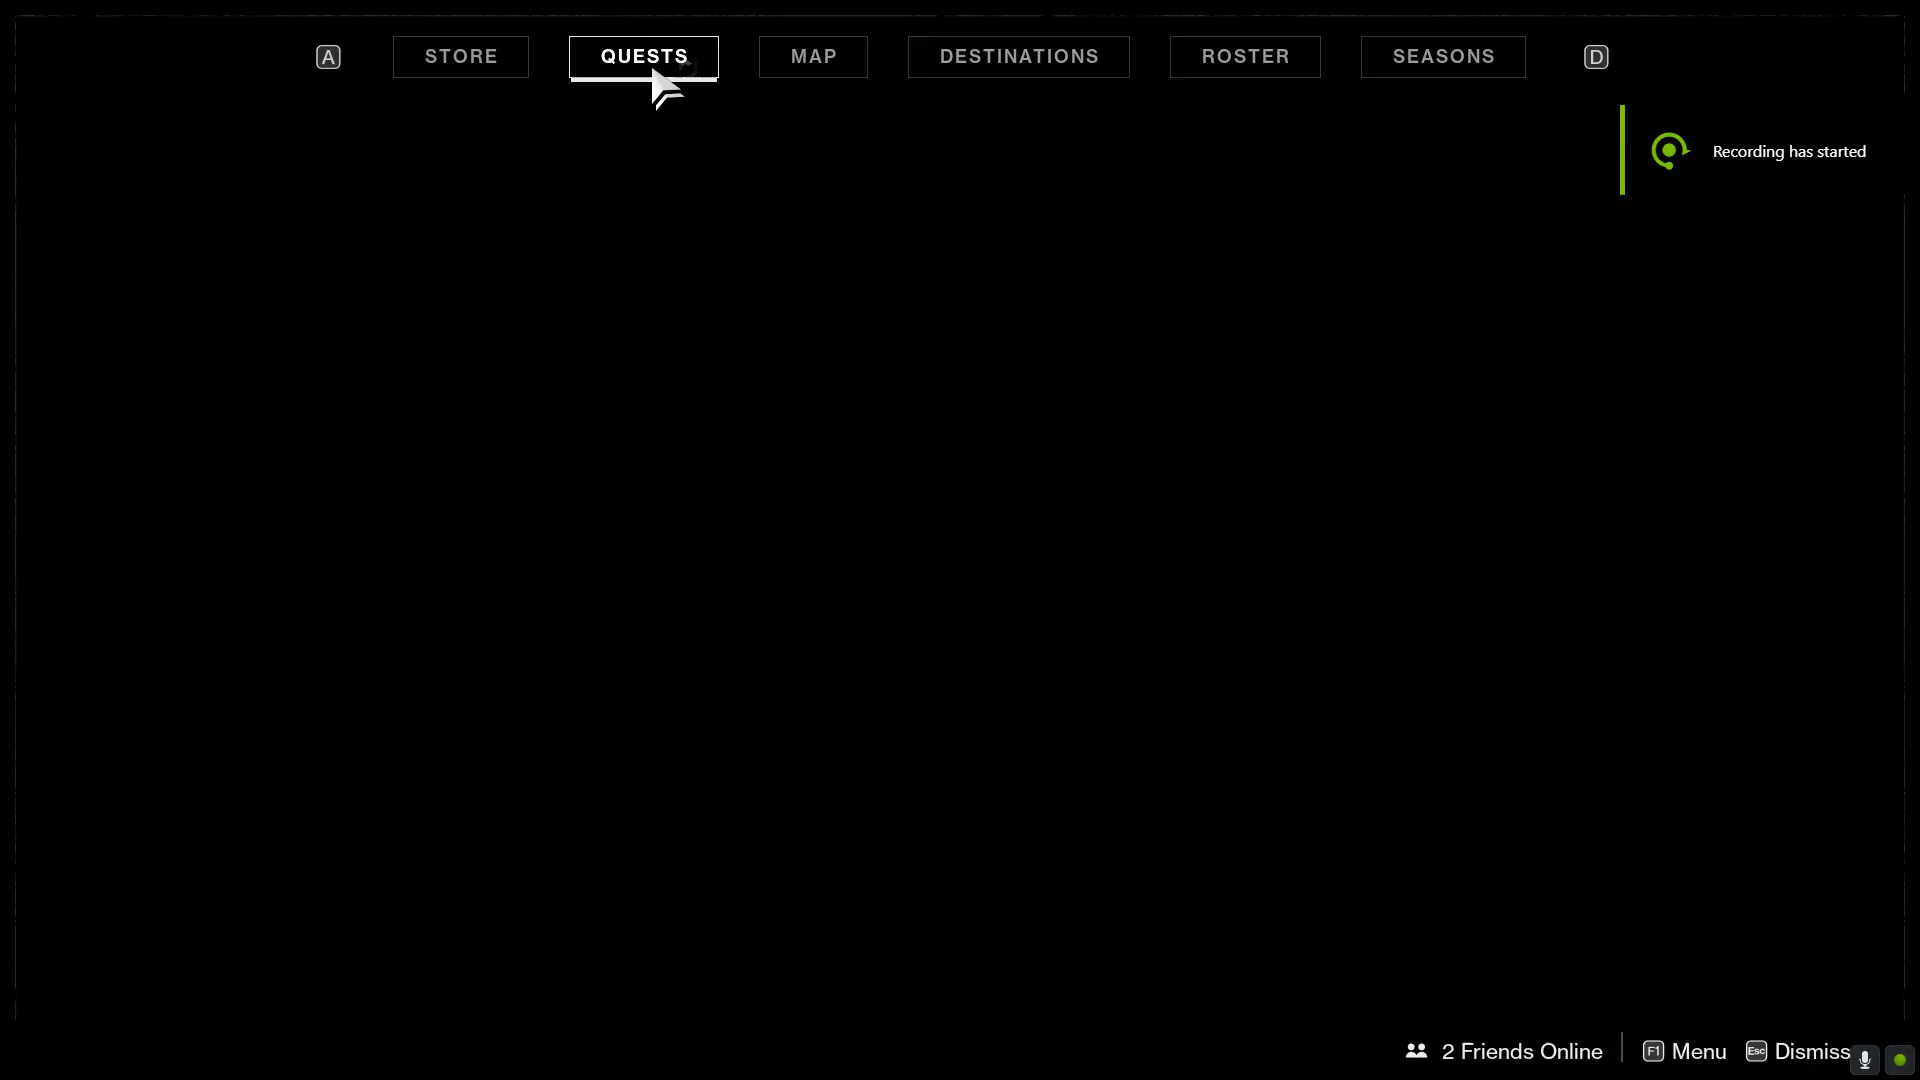 A STORE QUESTS MAP DESTINATIONS ROSTER SEASONS D
Recording has started
2 Friends Online F1 Menu Esc Dismiss